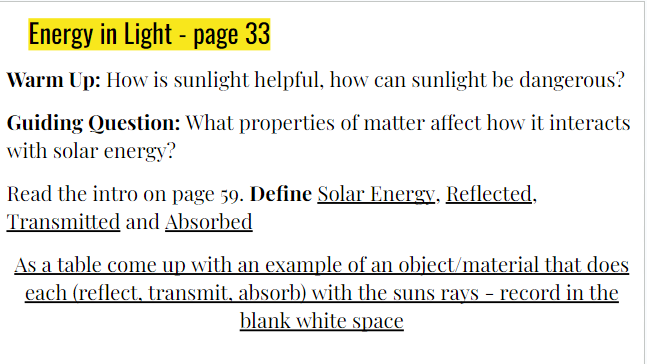 Energy in Light - page 33
Warm Up: How is sunlight helpful, how can sunlight be dangerous?
Guiding Question: What properties of matter affect how it interacts
with solar energy?
Read the intro on page 59. Define Solar Energy, Reflected,
Transmitted and Absorbed
As a table come up with an example of an object/material that does
each (reflect, transmit, absorb) with the suns rays - record in the
blank white space